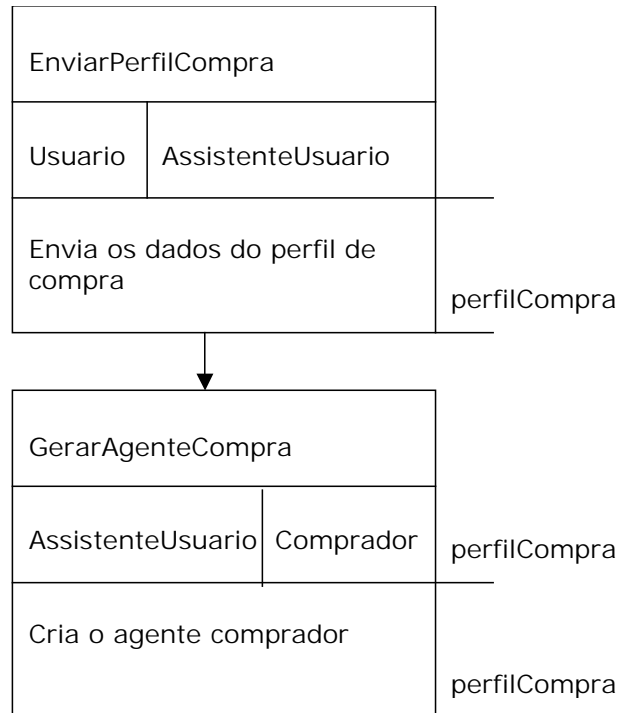 EnviarPerfilCompra
Usuario
AssistenteUsuario
Envia os dados do perfil de
compra
perfilCompra
GerarAgenteCompra
AssistenteUsuario
Comprador
perfilCompra
Cria o agente comprador
perfilCompra